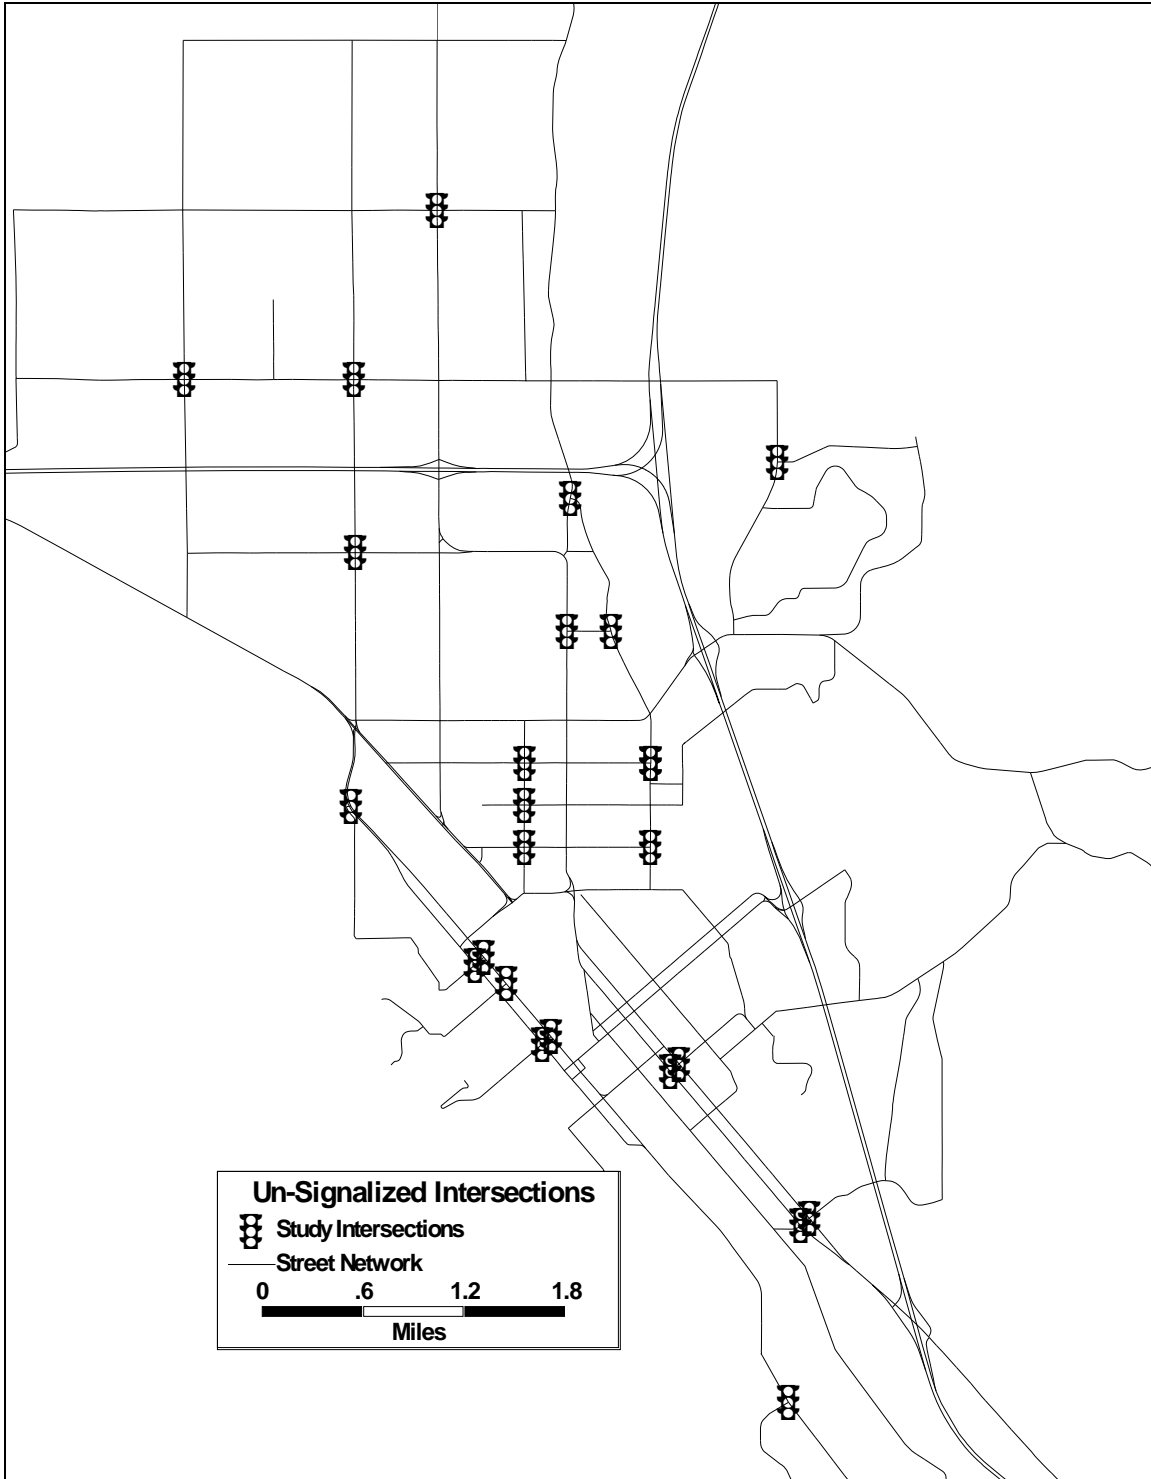 Un-Signalized Intersections
Study Intersections
Street Network
0 .6 1.2 1.8
Miles